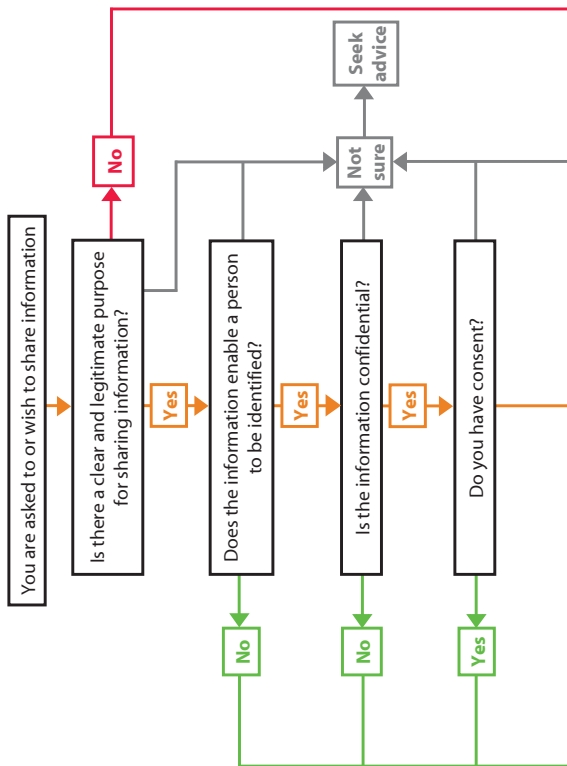 You are asked to or wish to share information
Is there a clear and legitimate purpose
for sharing information?
No
Yes
Does the information enable a person
to be identified?
No
Yes
Not
sure
Seek
advice
Is the information confidential?
No
Yes
Do you have consent?
Yes